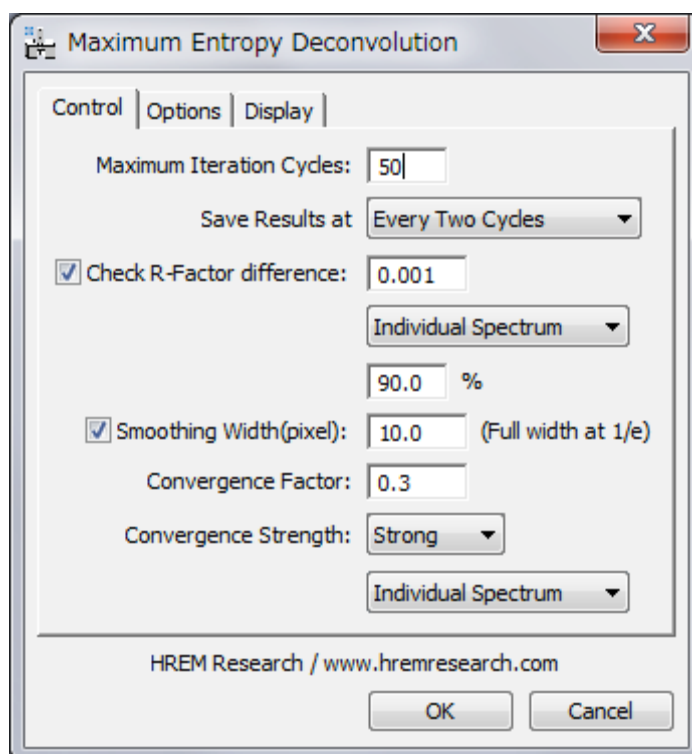 Maximum Entropy Deconvolution
Control Options Display
Maximum Iteration Cycles: 50
Save Results at Every Two Cycles
Check R-Factor difference: 0.001
Individual Spectrum
90.0 %
Smoothing Width(pixel): 10.0 (Full width at 1/e)
Convergence Factor: 0.3
Convergence Strength: Strong
Individual Spectrum
HREM Research / www.hremresearch.com
OK Cancel